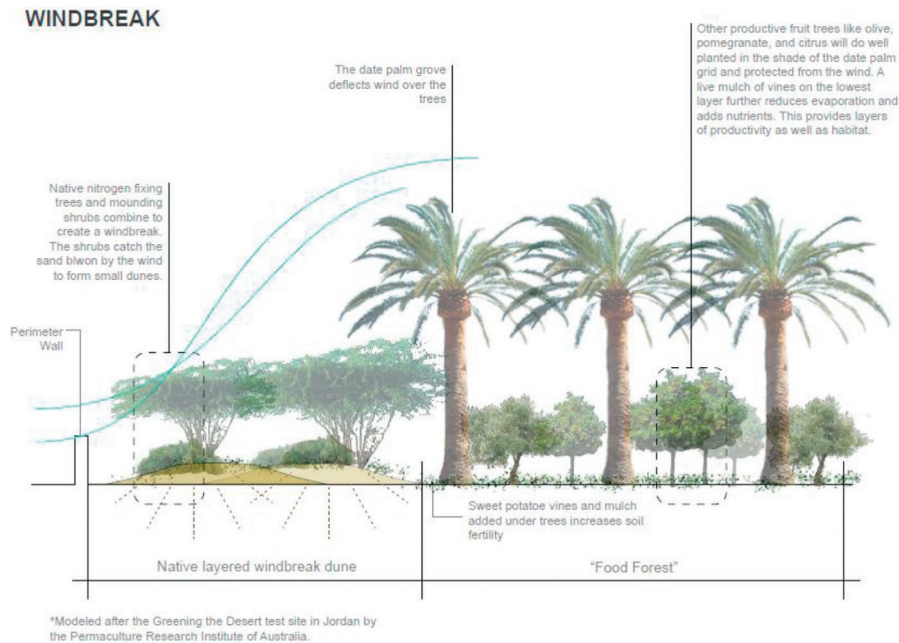 WINDBREAK
Other productive fruit trees like olive,
pomegranate, and citrus will do well
planted in the shade of the date palm
grid and protected from the wind. A
live mulch of vines on the lowest
layer further reduces evaporation and
adds nutrients. This provides layers
of productivity as well as habitat.
The date palm grove
deflects wind over the
trees
Native nitrogen fixing
trees and mounding
shrubs combine to
create a windbreak.
The shrubs catch the
sand blwon by the wind
to form small dunes.
Perimeter
Wall
Sweet potatoe vines and mulch
added under trees increases soil
fertility
Native layered windbreak dune
"Food Forest"
*Modeled after the Greening the Desert test site in Jordan by
the Permaculture Research Institute of Australia.